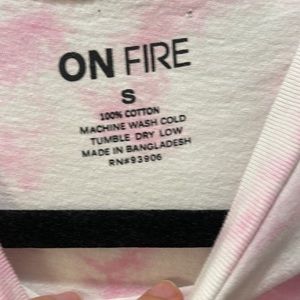 ON FIRE
S
100% COTTON
MACHINE WASH COLD
TUMBLE DRY LOW
MADE IN BANGLADESH
RN#93906